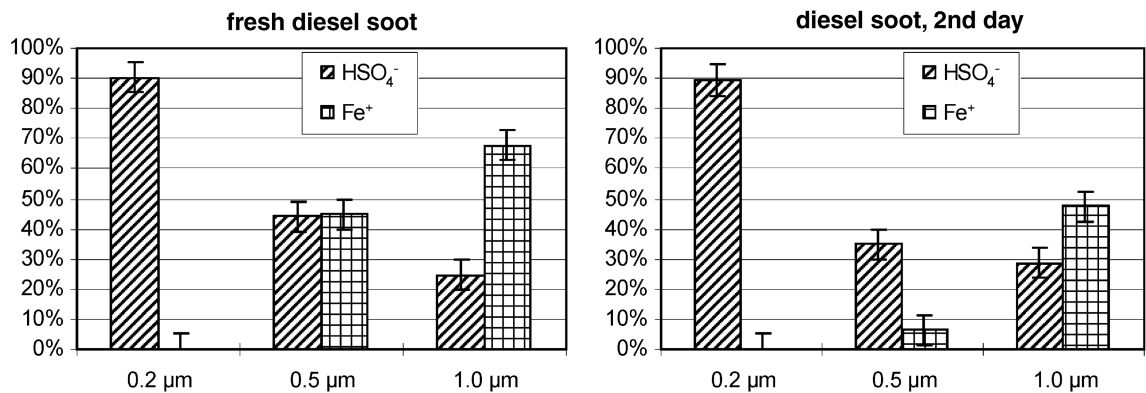 fresh diesel soot
100%
90%
80%
70%
60%
50%
40%
30%
20%
10%
0%
HSO₄⁻
Fe⁺
0.2 µm 0.5 µm 1.0 µm
diesel soot, 2nd day
100%
90%
80%
70%
60%
50%
40%
30%
20%
10%
0%
HSO₄⁻
Fe⁺
0.2 µm 0.5 µm 1.0 µm